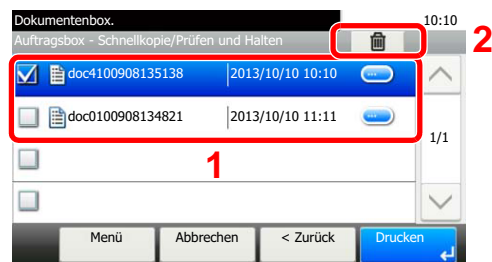 Dokumentenbox. 10:10
Auftragsbox - Schnellkopie/Prüfen und Halten
2
doc4100908135138 2013/10/10 10:10
doc0100908134821 2013/10/10 11:11
1/1
1
Menü Abbrechen < Zurück Drucken